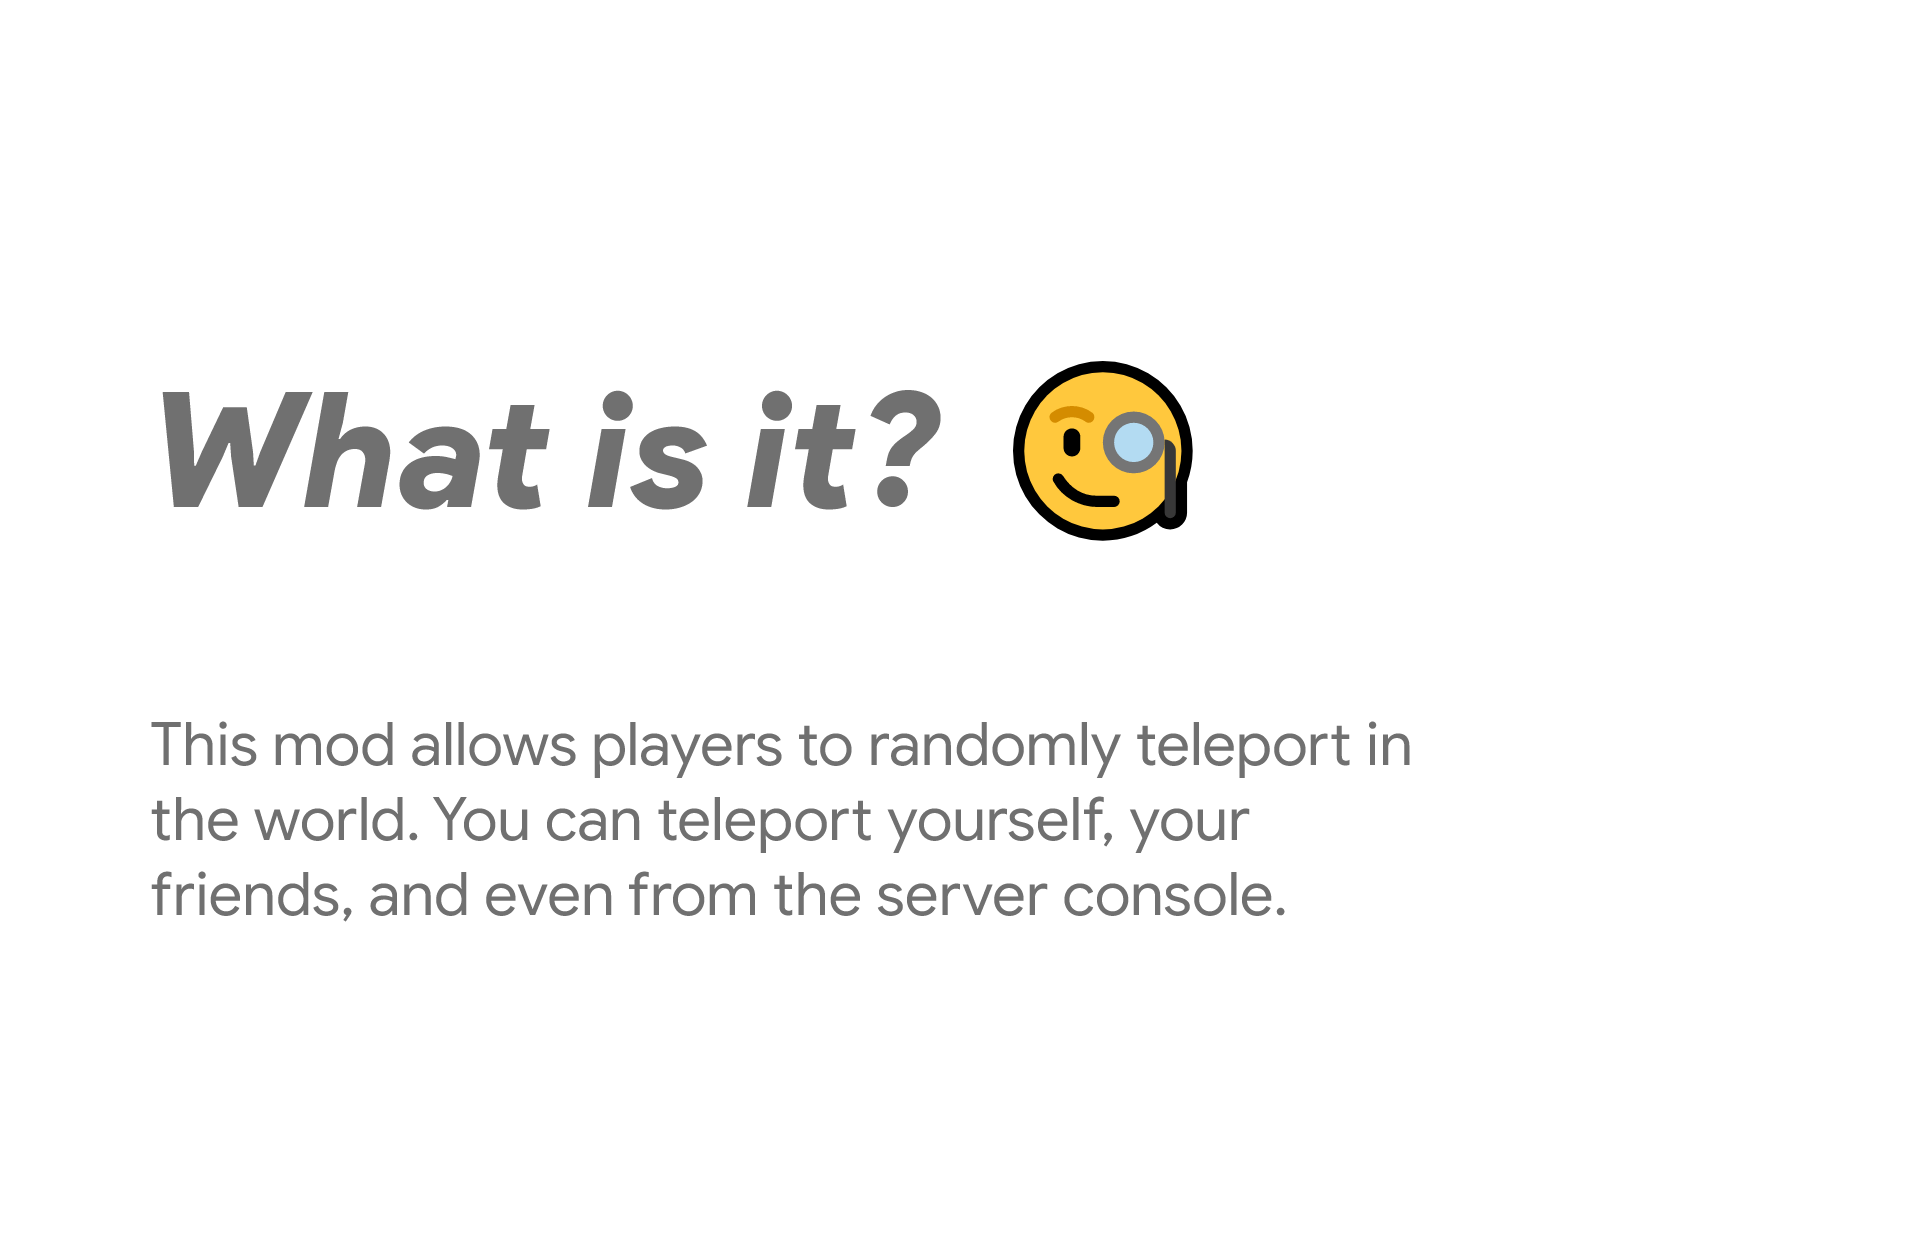 What is it?
This mod allows players to randomly teleport in
the world. You can teleport yourself, your
friends, and even from the server console.